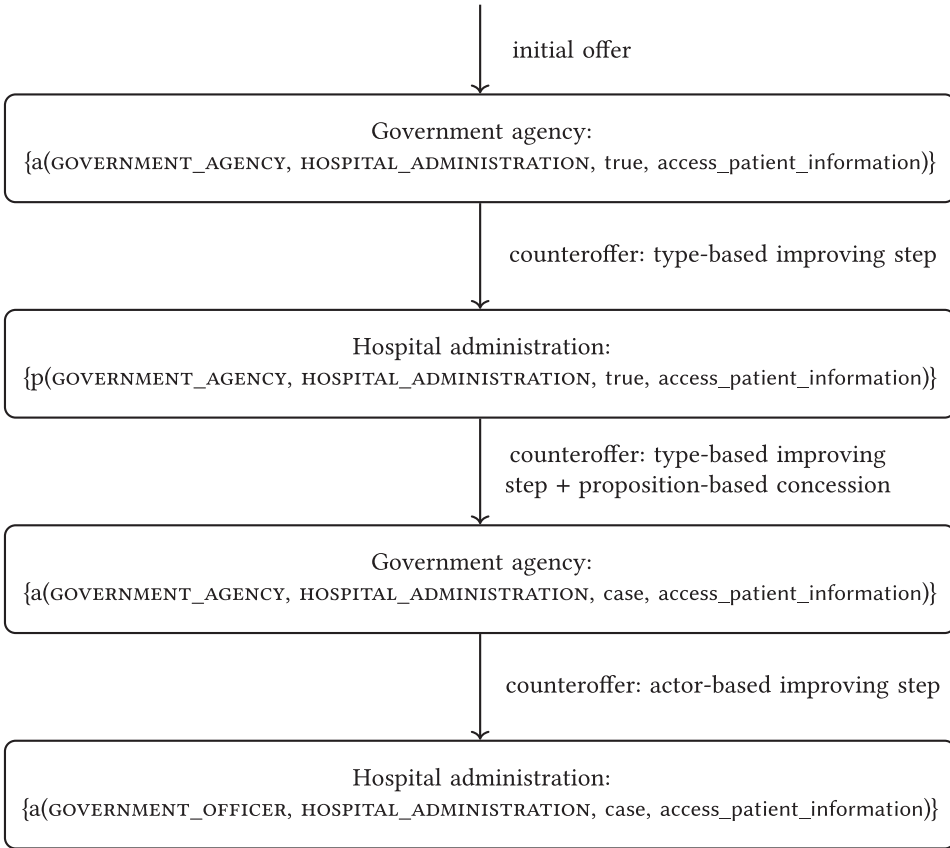 initial offer
Government agency:
{a(GOVERNMENT_AGENCY, HOSPITAL_ADMINISTRATION, true, access_patient_information)}
counteroffer: type-based improving step
Hospital administration:
{p(GOVERNMENT_AGENCY, HOSPITAL_ADMINISTRATION, true, access_patient_information)}
counteroffer: type-based improving
step + proposition-based concession
Government agency:
{a(GOVERNMENT_AGENCY, HOSPITAL_ADMINISTRATION, case, access_patient_information)}
counteroffer: actor-based improving step
Hospital administration:
{a(GOVERNMENT_OFFICER, HOSPITAL_ADMINISTRATION, case, access_patient_information)}